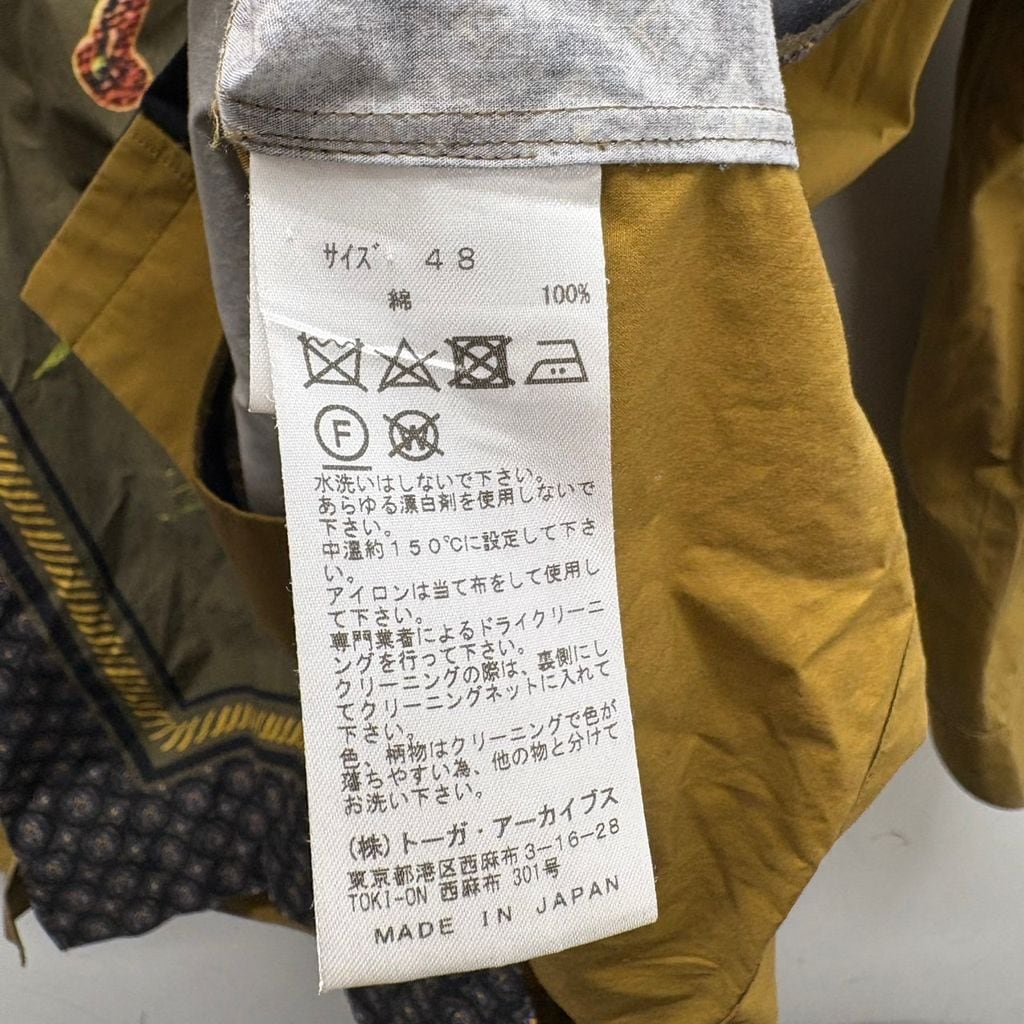 サイズ 48
綿 100%
F
W
水洗いはしないで下さい。
あらゆる漂白剤を使用しないで
下さい。
中温約150℃に設定して下さ
い。
アイロンは当て布をして使用し
て下さい。
専門業者によるドライクリーニ
ングを行って下さい。
クリーニングの際は、裏側にし
てクリーニングネットに入れて
下さい。
色、柄物はクリーニングで色が
落ちやすい為、他の物と分けて
お洗い下さい。
(株)トーガ・アーカイブス
東京都港区西麻布3-16-28
TOKI-ON 西麻布 301号
MADE IN JAPAN